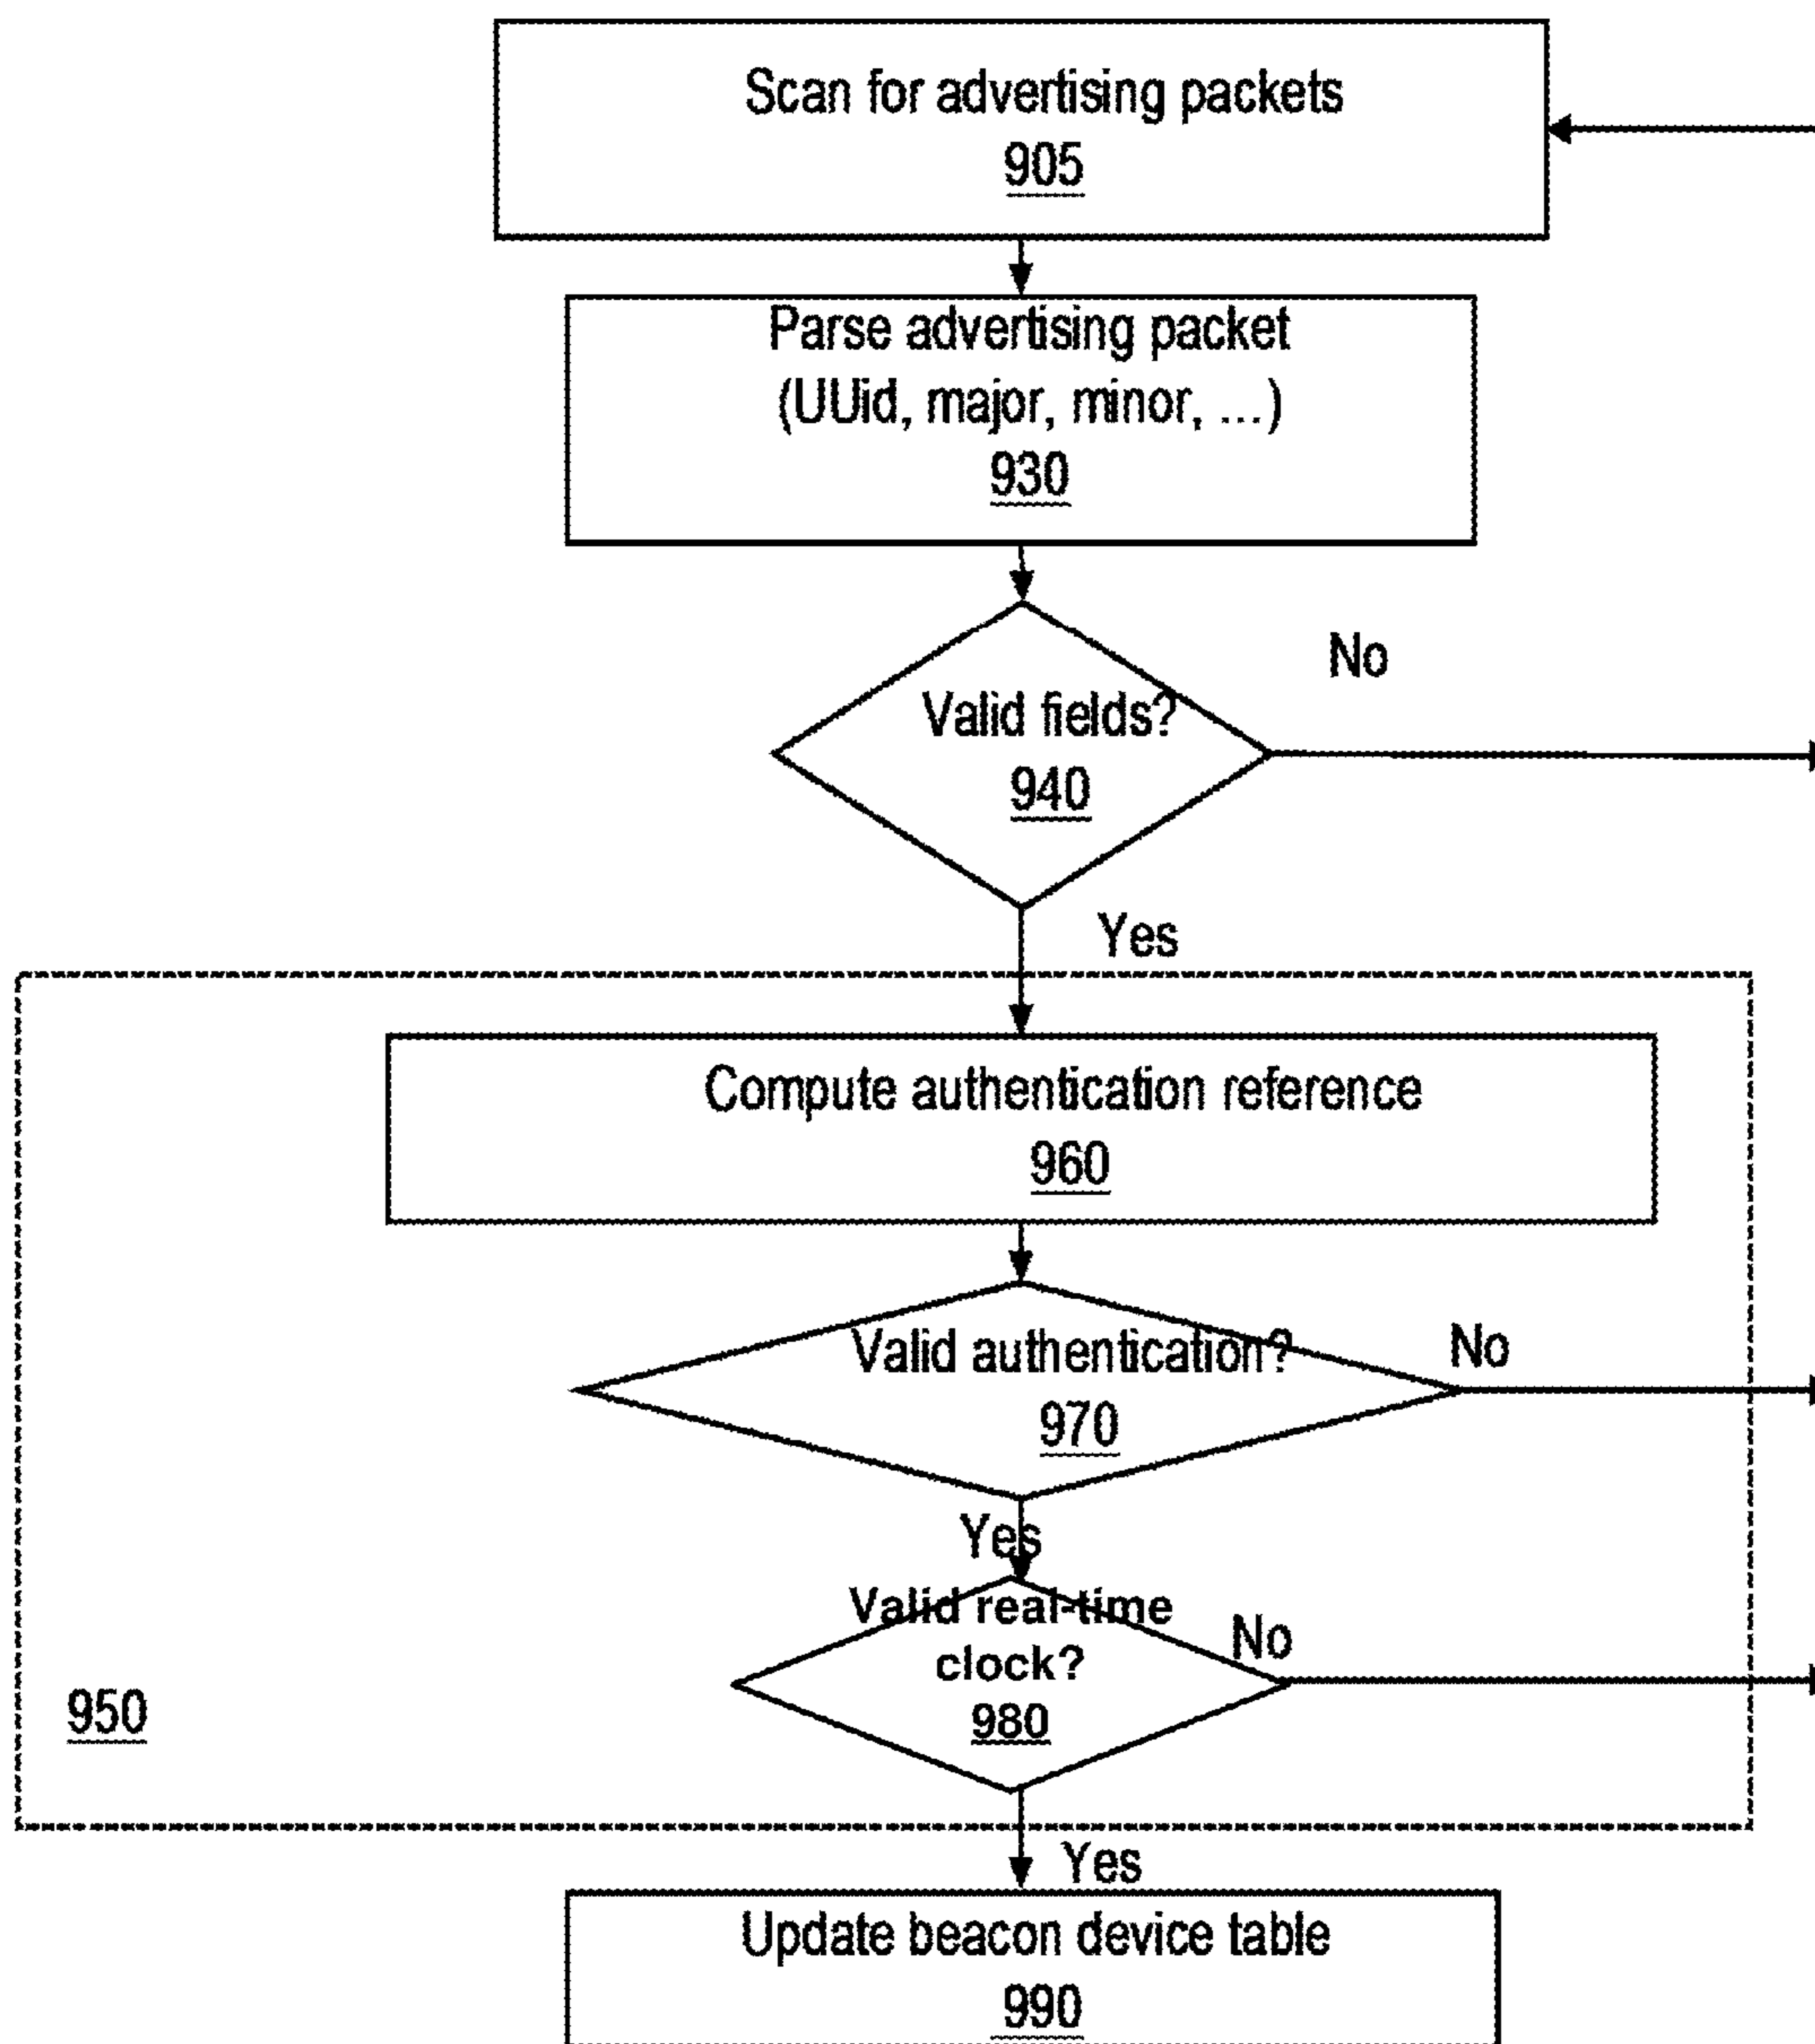 Scan for advertising packets
905
Parse advertising packet
(UUid, major, minor, ...)
930
No
Valid fields?
940
Yes
Compute authentication reference
960
Valid authentication?
No
970
Yes
Valid real-time
No
clock?
980
950
Yes
Update beacon device table
990